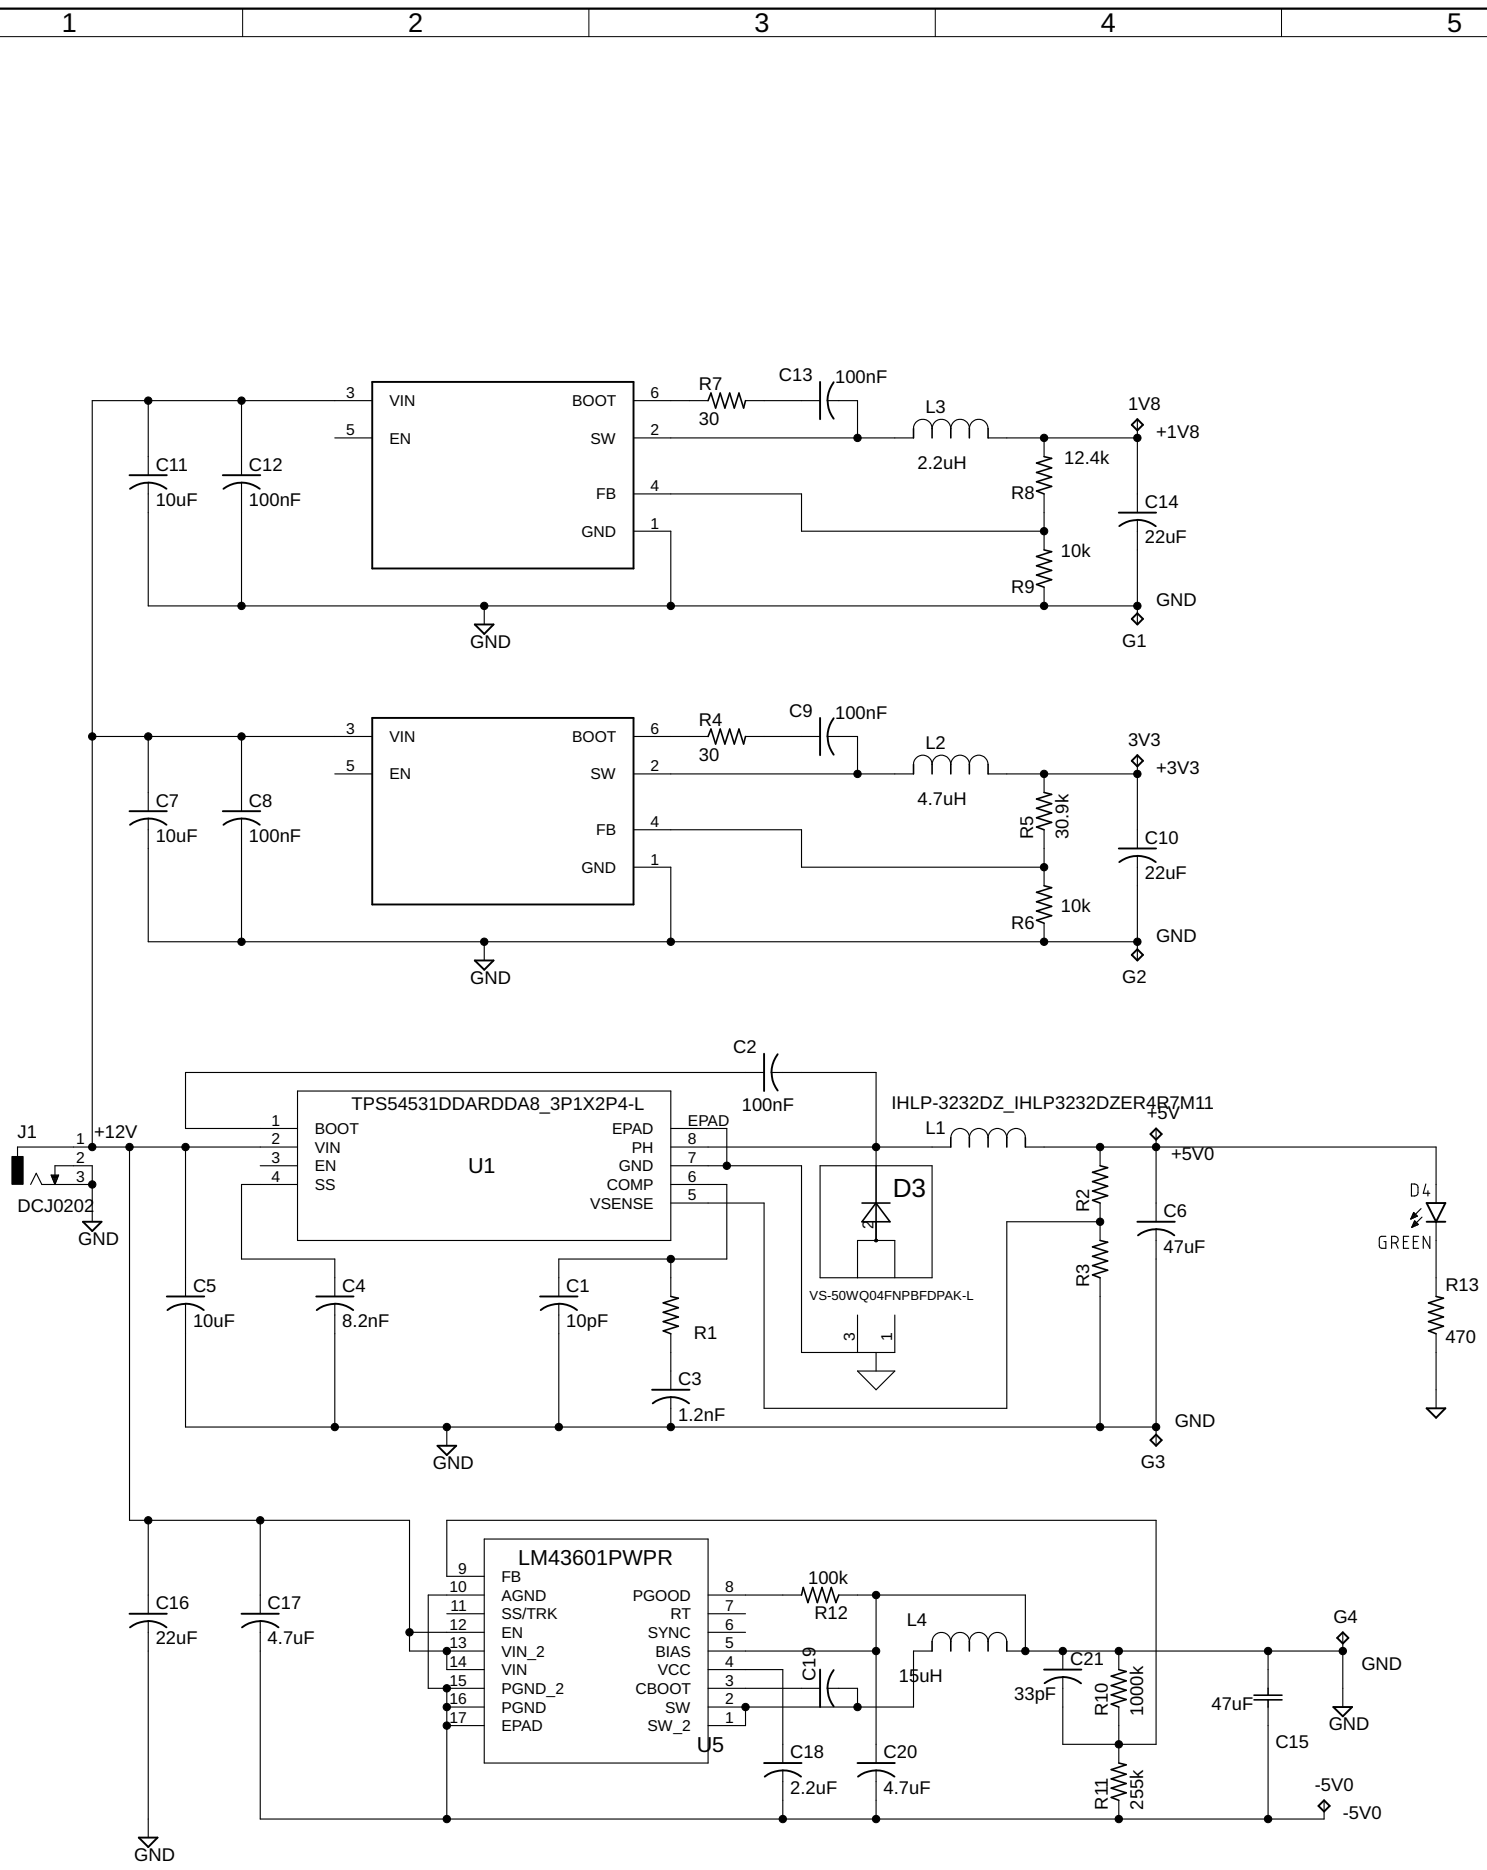 1 2 3 4 5
R7 C13 100nF
3 VIN BOOT 6 30 L3 1V8
5 EN SW 2 +1V8
C11 C12 2.2uH 12.4k
10uF 100nF FB 4 R8 C14
GND 1 22uF
10k
R9
GND GND
G1
R4 C9 100nF
3 VIN BOOT 6 30 L2 3V3
5 EN SW 2 +3V3
C7 C8 4.7uH R5 30.9k
10uF 100nF FB 4 C10
GND 1 22uF
10k
R6
GND GND
G2
C2
100nF
TPS54531DDARDDA8_3P1X2P4-L IHLP-3232DZ_IHLP3232DZER4R7M11
+5V
J1 1 +12V 1 BOOT EPAD EPAD L1
2 2 VIN PH 8 +5V0
3 3 EN U1 GND 7
4 SS COMP 6 D3 R2 D4
DCJ0202 VSENSE 5 2 C6
GND 47uF GREEN
R3
C5 C4 C1 R13
10uF 8.2nF 10pF VS-50WQ04FNPBFDPAK-L
R1 3 1 470
C3
1.2nF
GND GND
G3
LM43601PWPR
9 FB 100k
10 AGND PGOOD 8 R12
11 SS/TRK RT 7 L4 G4
12 EN SYNC 6
13 VIN_2 BIAS 5 GND
14 VIN VCC 4 C19 15uH C21
15 PGND_2 CBOOT 3 33pF R10 1000k
16 PGND SW 2 47uF
17 EPAD SW_2 1 GND
C16 C17
22uF 4.7uF
U5 C15
C18 C20
2.2uF 4.7uF R11 255k
-5V0
-5V0
GND